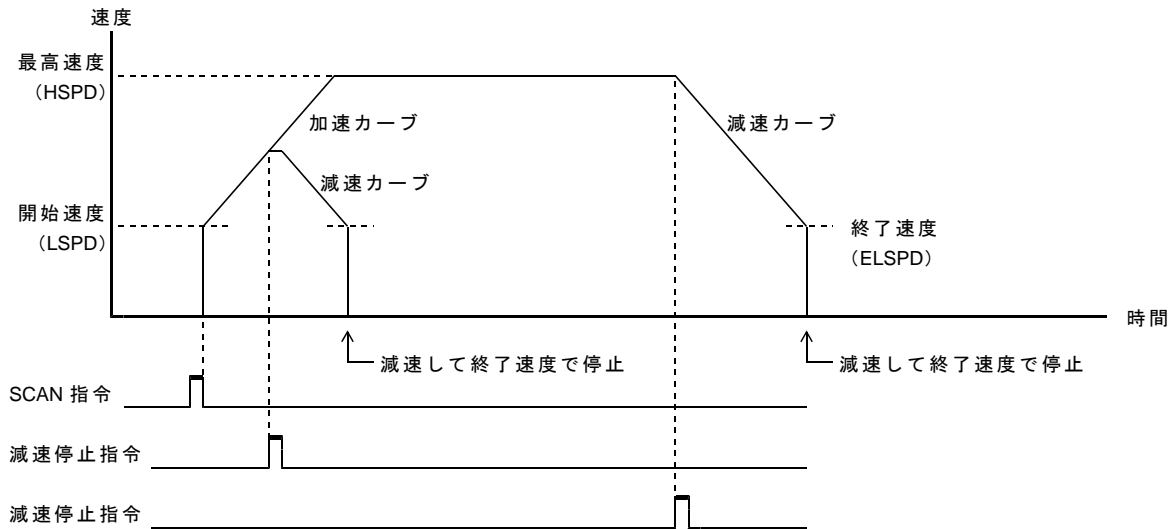 速度
最高速度
（HSPD）
加速カーブ
減速カーブ
減速カーブ
開始速度
（LSPD）
終了速度
（ELSPD）
時間
減速して終了速度で停止
減速して終了速度で停止
SCAN 指令
減速停止指令
減速停止指令